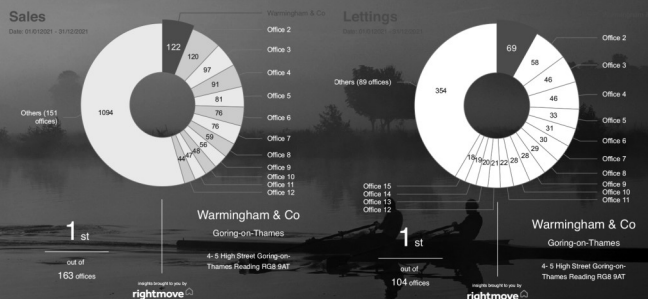 Sales
Date: 01/01/2021 - 31/12/2021
Warmingham & Co
Office 2
Office 3
Office 4
Office 5
Office 6
Office 7
Office 8
Office 9
Office 10
Office 11
Office 12
122
120
97
91
81
76
76
59
56
48
47
44
1094
Others (151
offices)
1 st
out of
163 offices
Warmingham & Co
Goring-on-Thames
4- 5 High Street Goring-on-
Thames Reading RG8 9AT
insights brought to you by
rightmove
Lettings
Office 2
Office 3
Office 4
Office 5
Office 6
Office 7
Office 8
Office 9
Office 10
Office 11
Office 15
Office 14
Office 13
Office 12
69
58
46
46
33
31
30
29
28
28
22
21
20
19
18
354
Others (89 offices)
1 st
out of
104 offices
Warmingham & Co
Goring-on-Thames
4- 5 High Street Goring-on-
Thames Reading RG8 9AT
insights brought to you by
rightmove